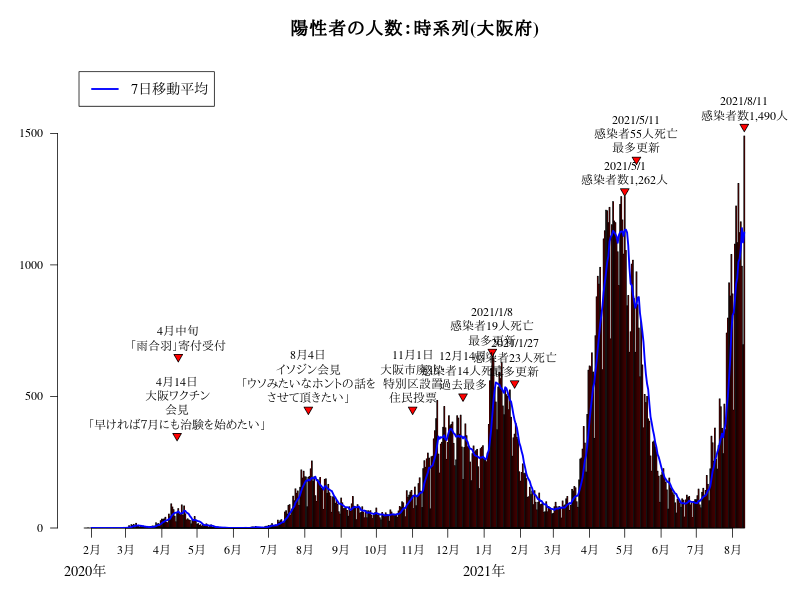 陽性者の人数：時系列(大阪府)
7日移動平均
2021/8/11
感染者数1,490人
2021/5/11
感染者55人死亡
最多更新
2021/5/1
感染者数1,262人
2021/1/8
感染者19人死亡
最多更新
2021/1/27
感染者23人死亡
最多更新
12月14日
感染者14人死亡
過去最多
11月1日
大阪市廃止
特別区設置
住民投票
8月4日
イソジン会見
「ウソみたいなホントの話を
させて頂きたい」
4月中旬
「雨合羽」寄付受付
4月14日
大阪ワクチン
会見
「早ければ7月にも治験を始めたい」
1500
1000
500
0
2月 3月 4月 5月 6月 7月 8月 9月 10月 11月 12月 1月 2月 3月 4月 5月 6月 7月 8月
2020年 2021年